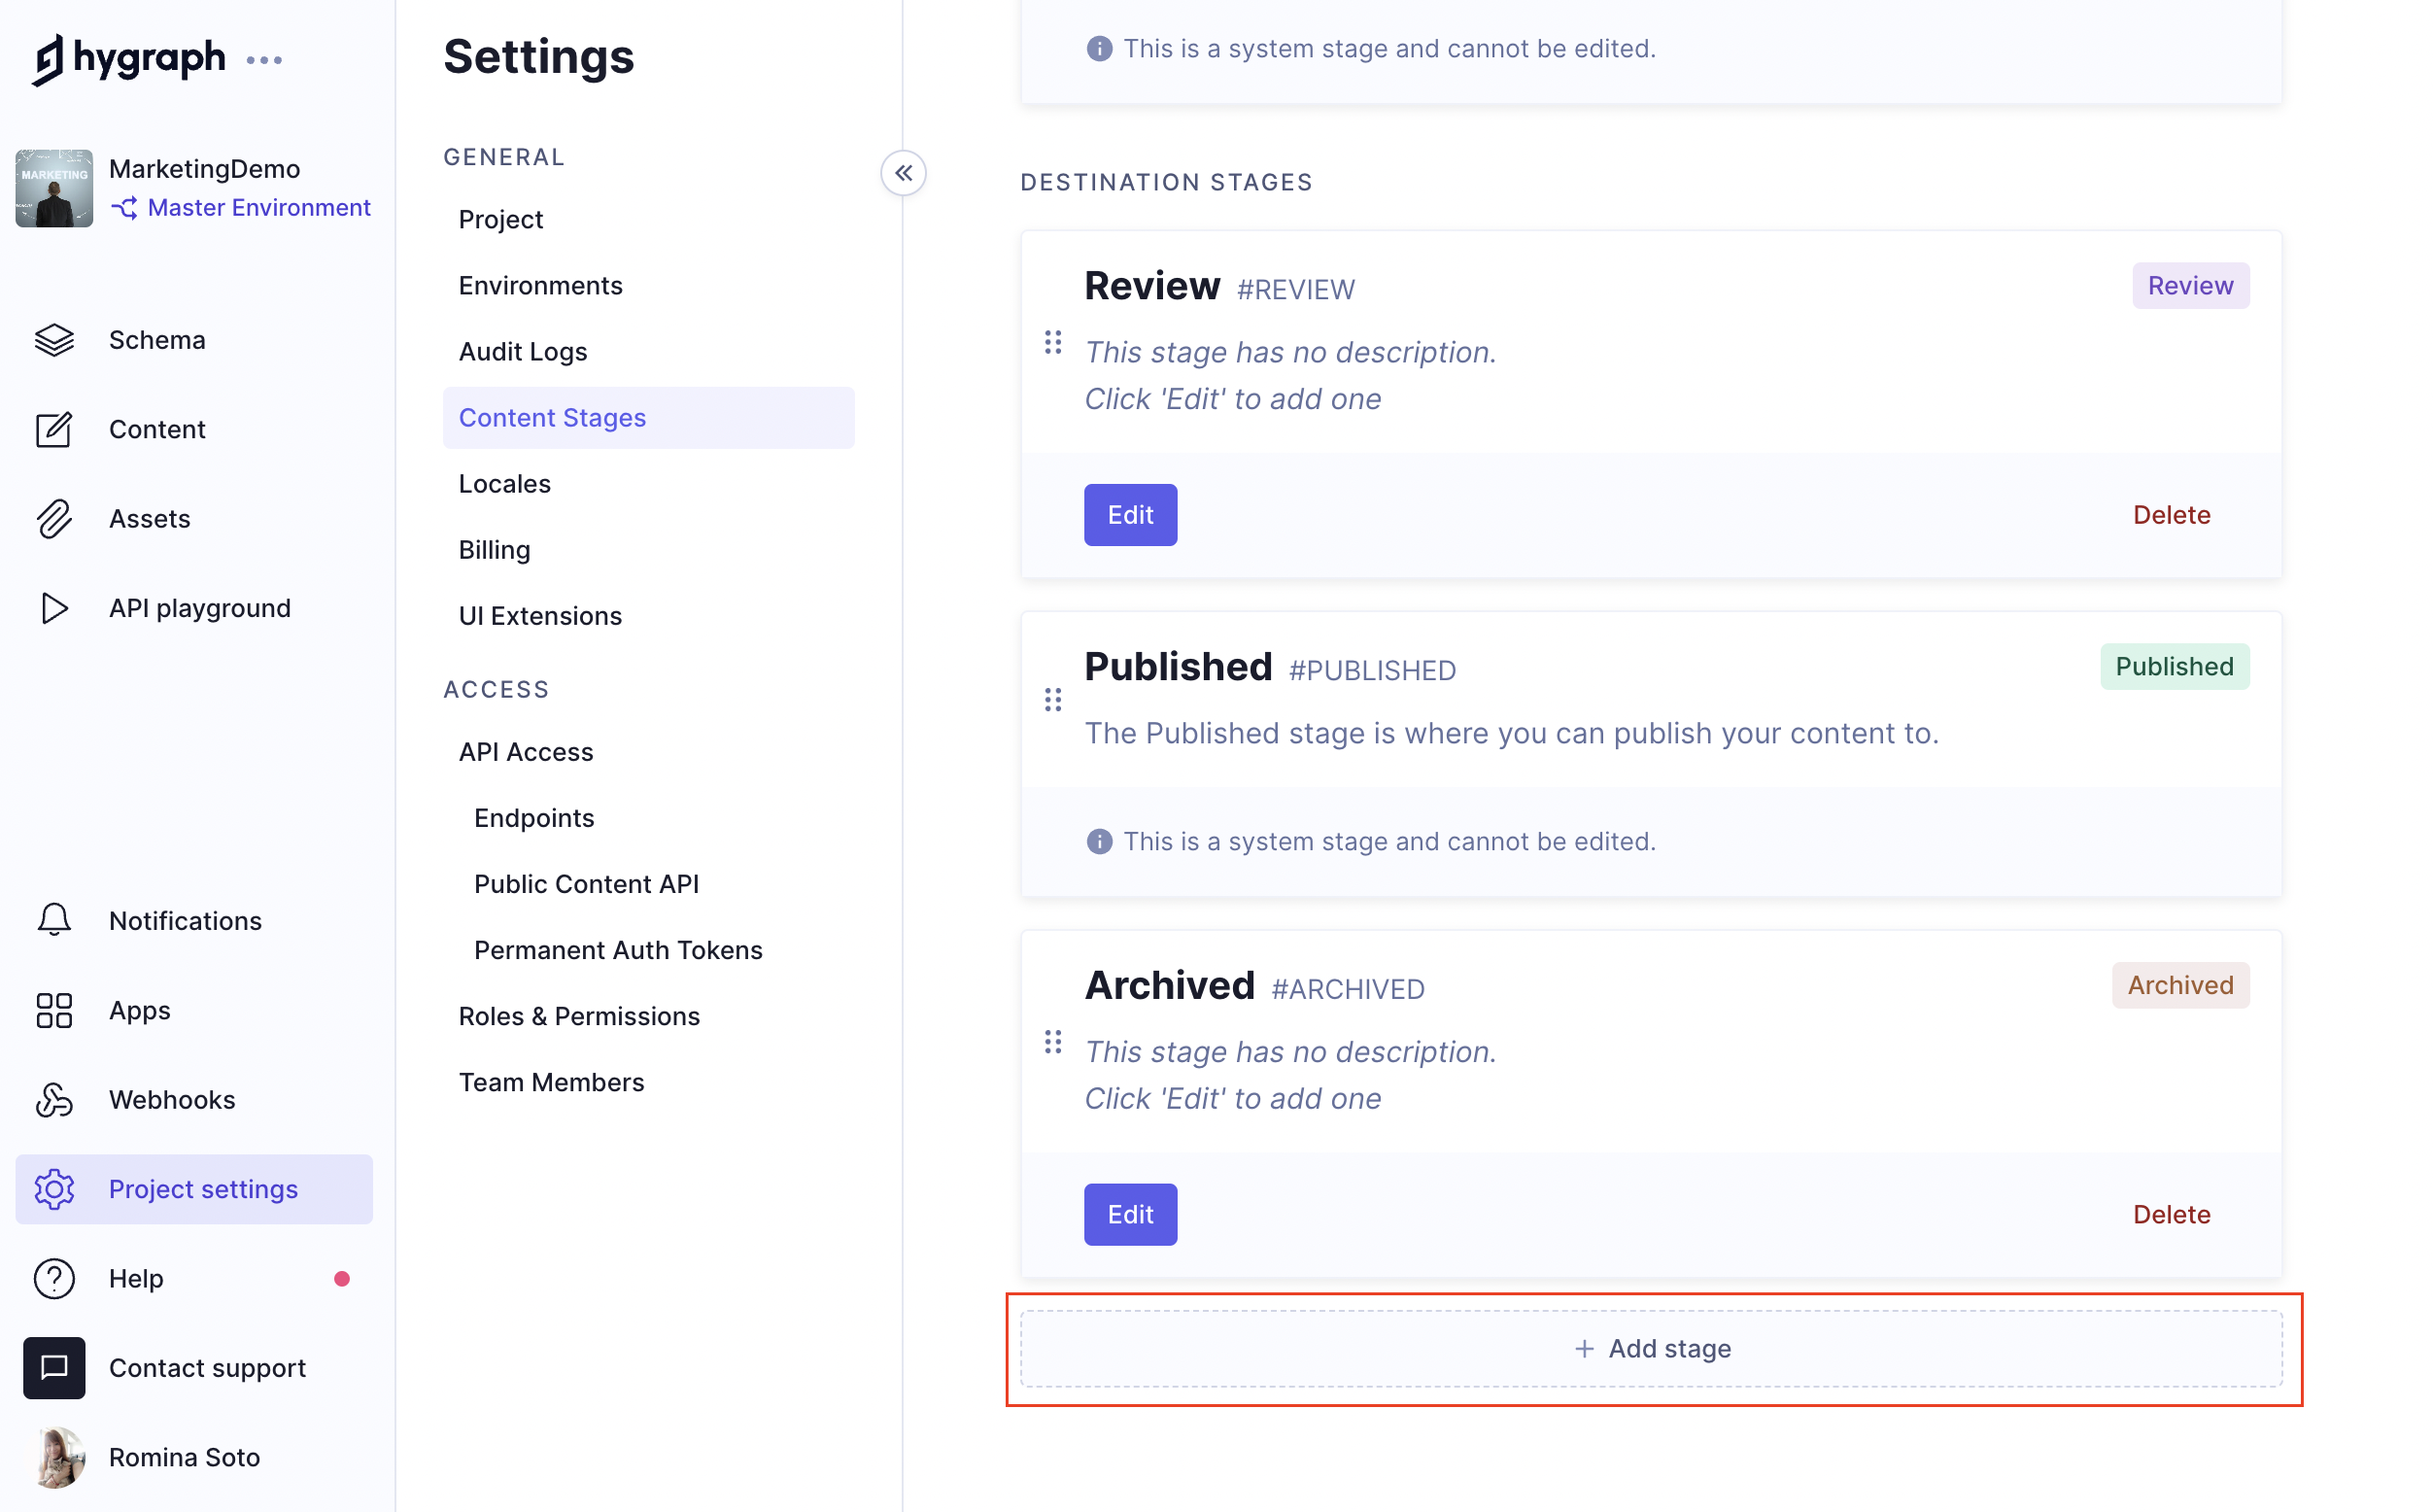 hygraph
MARKETING
MarketingDemo
Master Environment
Schema
Content
Assets
API playground
Notifications
Apps
Webhooks
Project settings
Help
Contact support
Romina Soto
Settings
GENERAL
Project
Environments
Audit Logs
Content Stages
Locales
Billing
UI Extensions
ACCESS
API Access
Endpoints
Public Content API
Permanent Auth Tokens
Roles & Permissions
Team Members
This is a system stage and cannot be edited.
DESTINATION STAGES
Review #REVIEW
Review
This stage has no description.
Click 'Edit' to add one
Edit
Delete
Published #PUBLISHED
Published
The Published stage is where you can publish your content to.
This is a system stage and cannot be edited.
Archived #ARCHIVED
Archived
This stage has no description.
Click 'Edit' to add one
Edit
Delete
+ Add stage